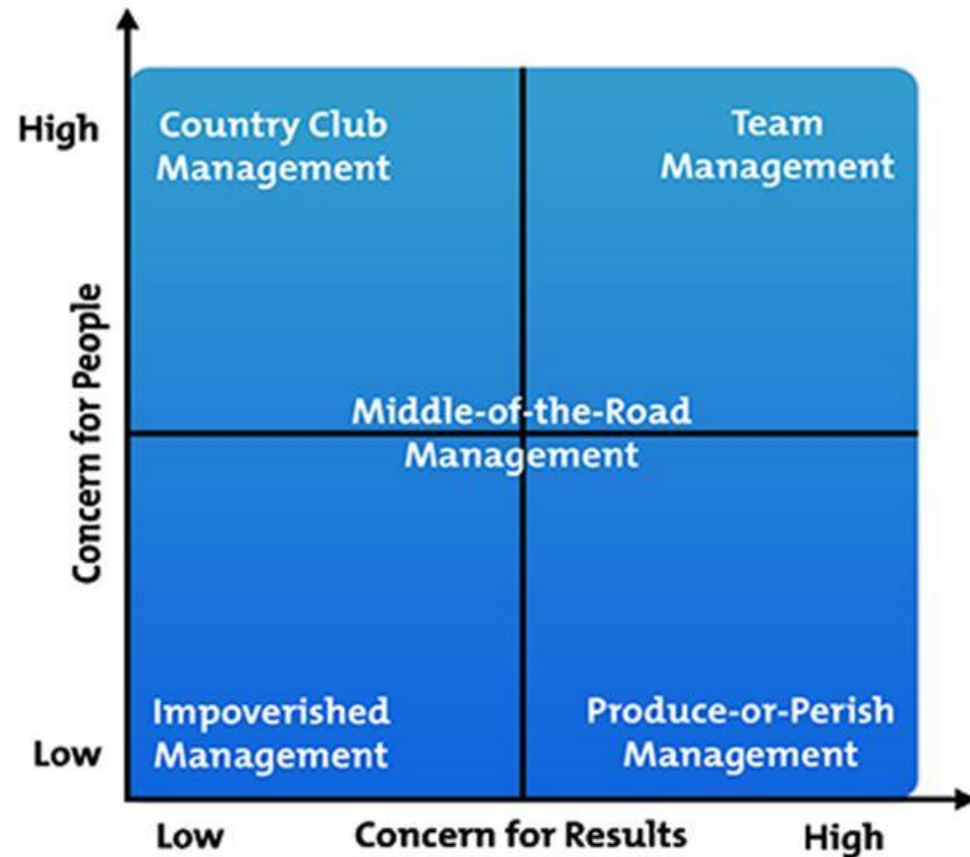 High
Country Club
Management
Team
Management
Concern for People
Middle-of-the-Road
Management
Impoverished
Management
Produce-or-Perish
Management
Low
Low
Concern for Results
High